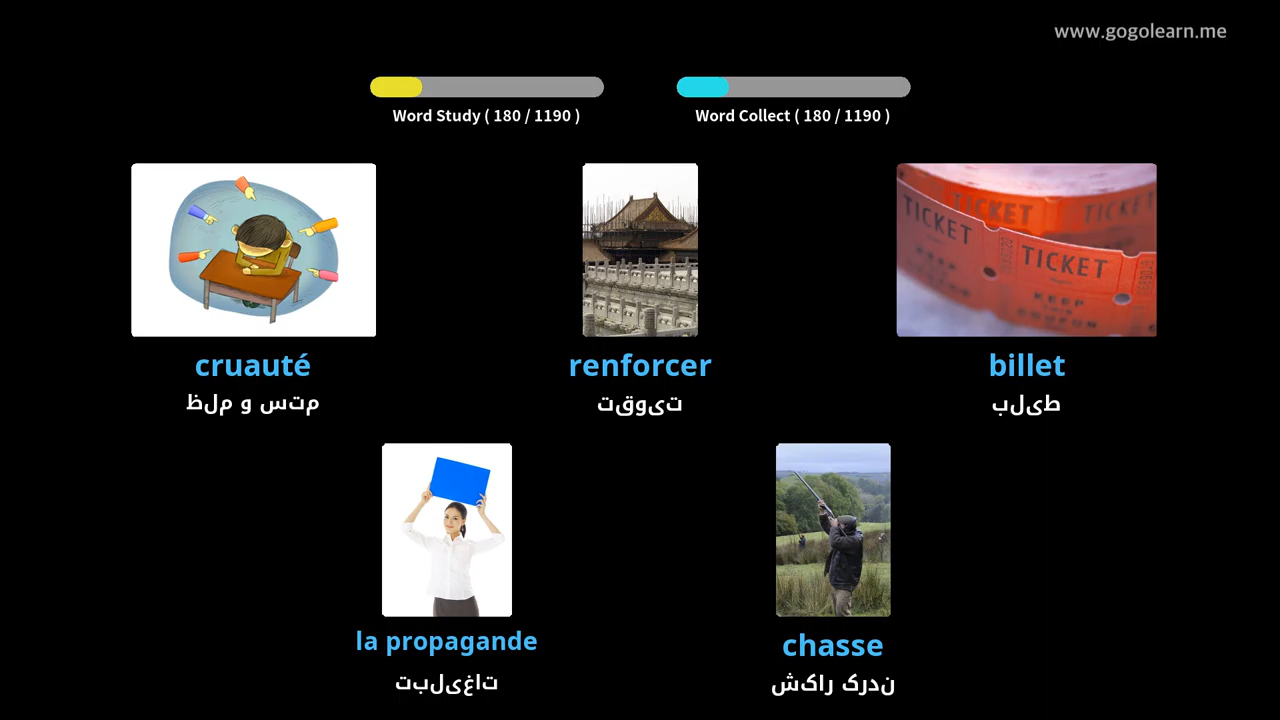 www.gogolearn.me
Word Study ( 180 / 1190 )
Word Collect ( 180 / 1190 )
TICKET
TICKET
TICKET
TICKET
KEEP
cruauté
renforcer
billet
ظلم و ستم
تقویت
بلیط
la propagande
chasse
تبلیغات
شکار کردن